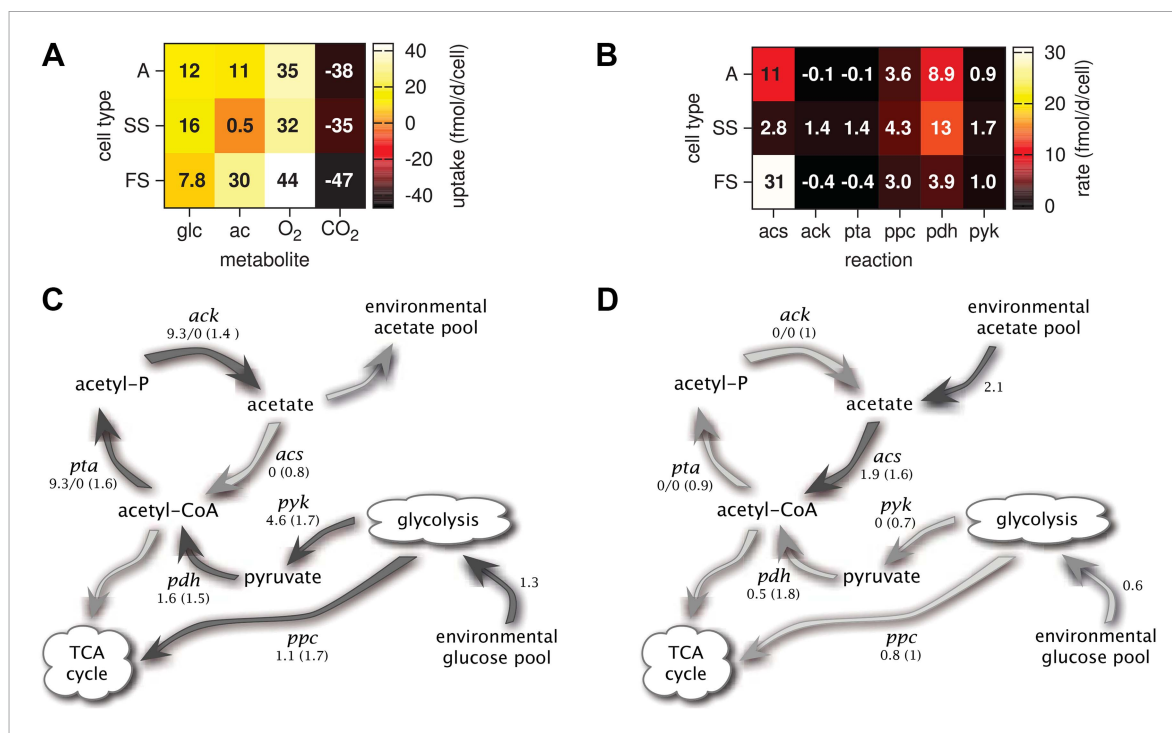 A
B
A 12 11 35 -38
SS 16 0.5 32 -35
FS 7.8 30 44 -47
cell type
glc ac O2 CO2
metabolite
40
20
0
-20
-40
uptake (fmol/d/cell)
A 11 -0.1 -0.1 3.6 8.9 0.9
SS 2.8 1.4 1.4 4.3 13 1.7
FS 31 -0.4 -0.4 3.0 3.9 1.0
cell type
acs ack pta ppc pdh pyk
reaction
30
20
10
0
rate (fmol/d/cell)
C
ack
9.3/0 (1.4 )
environmental
acetate pool
acetyl-P
acetate
pta
9.3/0 (1.6)
acs
0 (0.8)
acetyl-CoA
pyk
4.6 (1.7)
glycolysis
pdh
1.6 (1.5)
pyruvate
1.3
ppc
1.1 (1.7)
TCA
cycle
environmental
glucose pool
D
ack
0/0 (1)
environmental
acetate pool
acetyl-P
acetate
2.1
pta
0/0 (0.9)
acs
1.9 (1.6)
acetyl-CoA
pyk
0 (0.7)
glycolysis
pdh
0.5 (1.8)
pyruvate
0.6
ppc
0.8 (1)
TCA
cycle
environmental
glucose pool